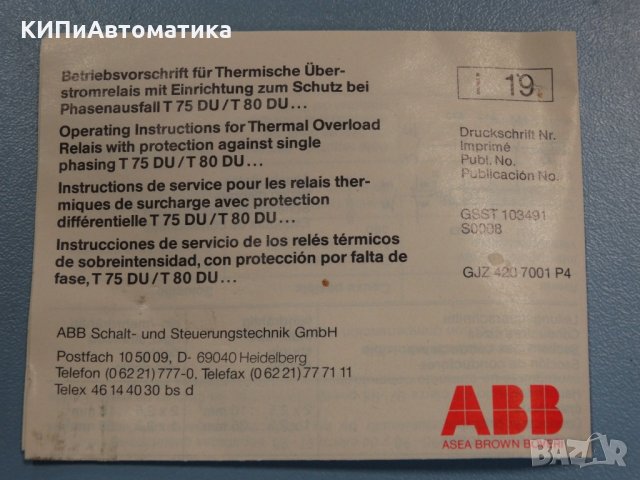 КИПиАвтоматика
Betriebsvorschrift für Thermische Über-
stromrelais mit Einrichtung zum Schutz bei
Phasenausfall T 75 DU / T 80 DU...
Operating Instructions for Thermal Overload
Relais with protection against single
phasing T 75 DU / T 80 DU...
Instructions de service pour les relais ther-
miques de surcharge avec protection
différentielle T 75 DU / T 80 DU...
Instrucciones de servicio de los relés térmicos
de sobreintensidad, con protección por falta de
fase, T 75 DU / T 80 DU...
ABB Schalt- und Steuerungstechnik GmbH
Postfach 10 50 09, D- 69040 Heidelberg
Telefon (0 62 21) 777-0. Telefax (0 62 21) 77 71 11
Telex 46 14 40 30 bs d
i 19
Druckschrift Nr.
Imprimé
Publ. No.
Publicación No.
GSST 103491
S0008
GJZ 420 7001 P4
ABB
ASEA BROWN BOVERI
BAZAR
bg